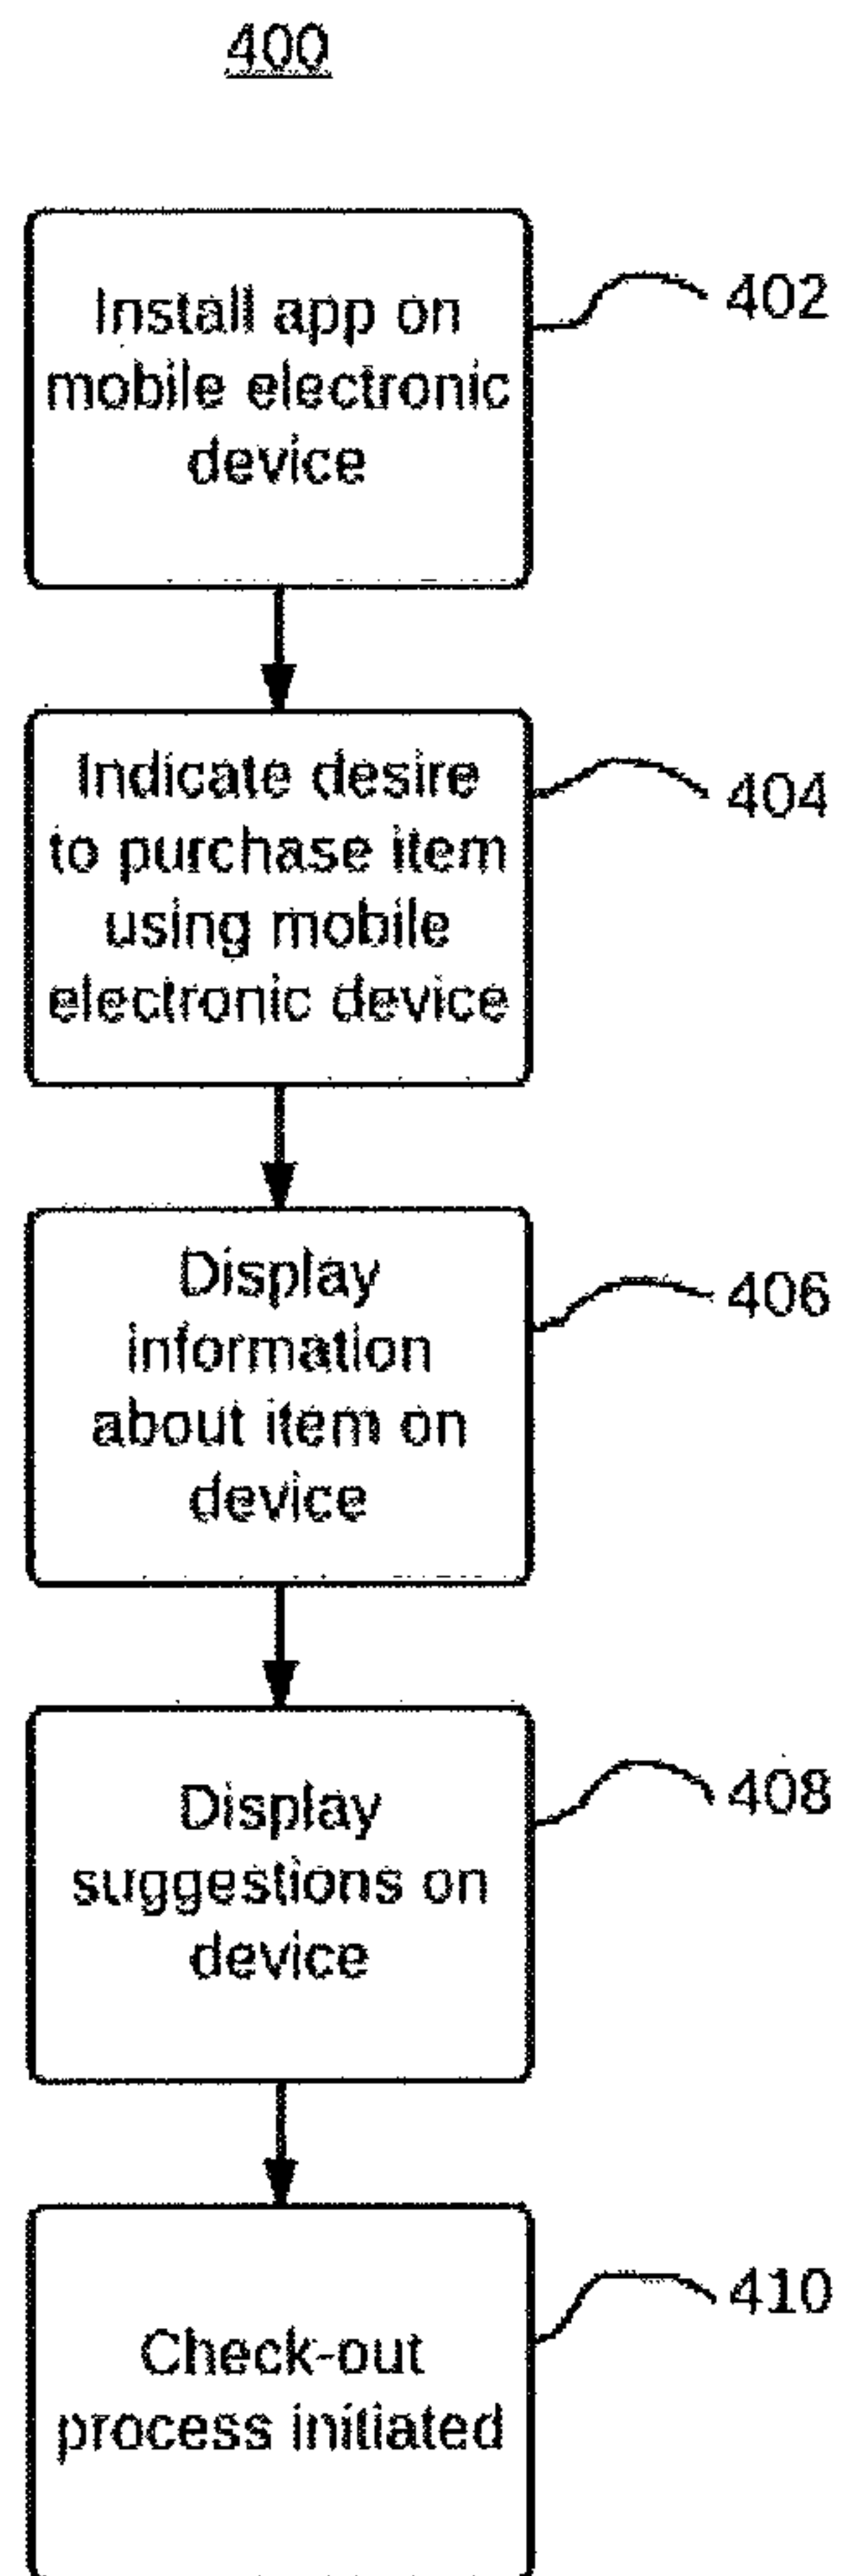 400
Install app on
mobile electronic
device
402
Indicate desire
to purchase item
using mobile
electronic device
404
Display
information
about item on
device
406
Display
suggestions on
device
408
Check-out
process initiated
410